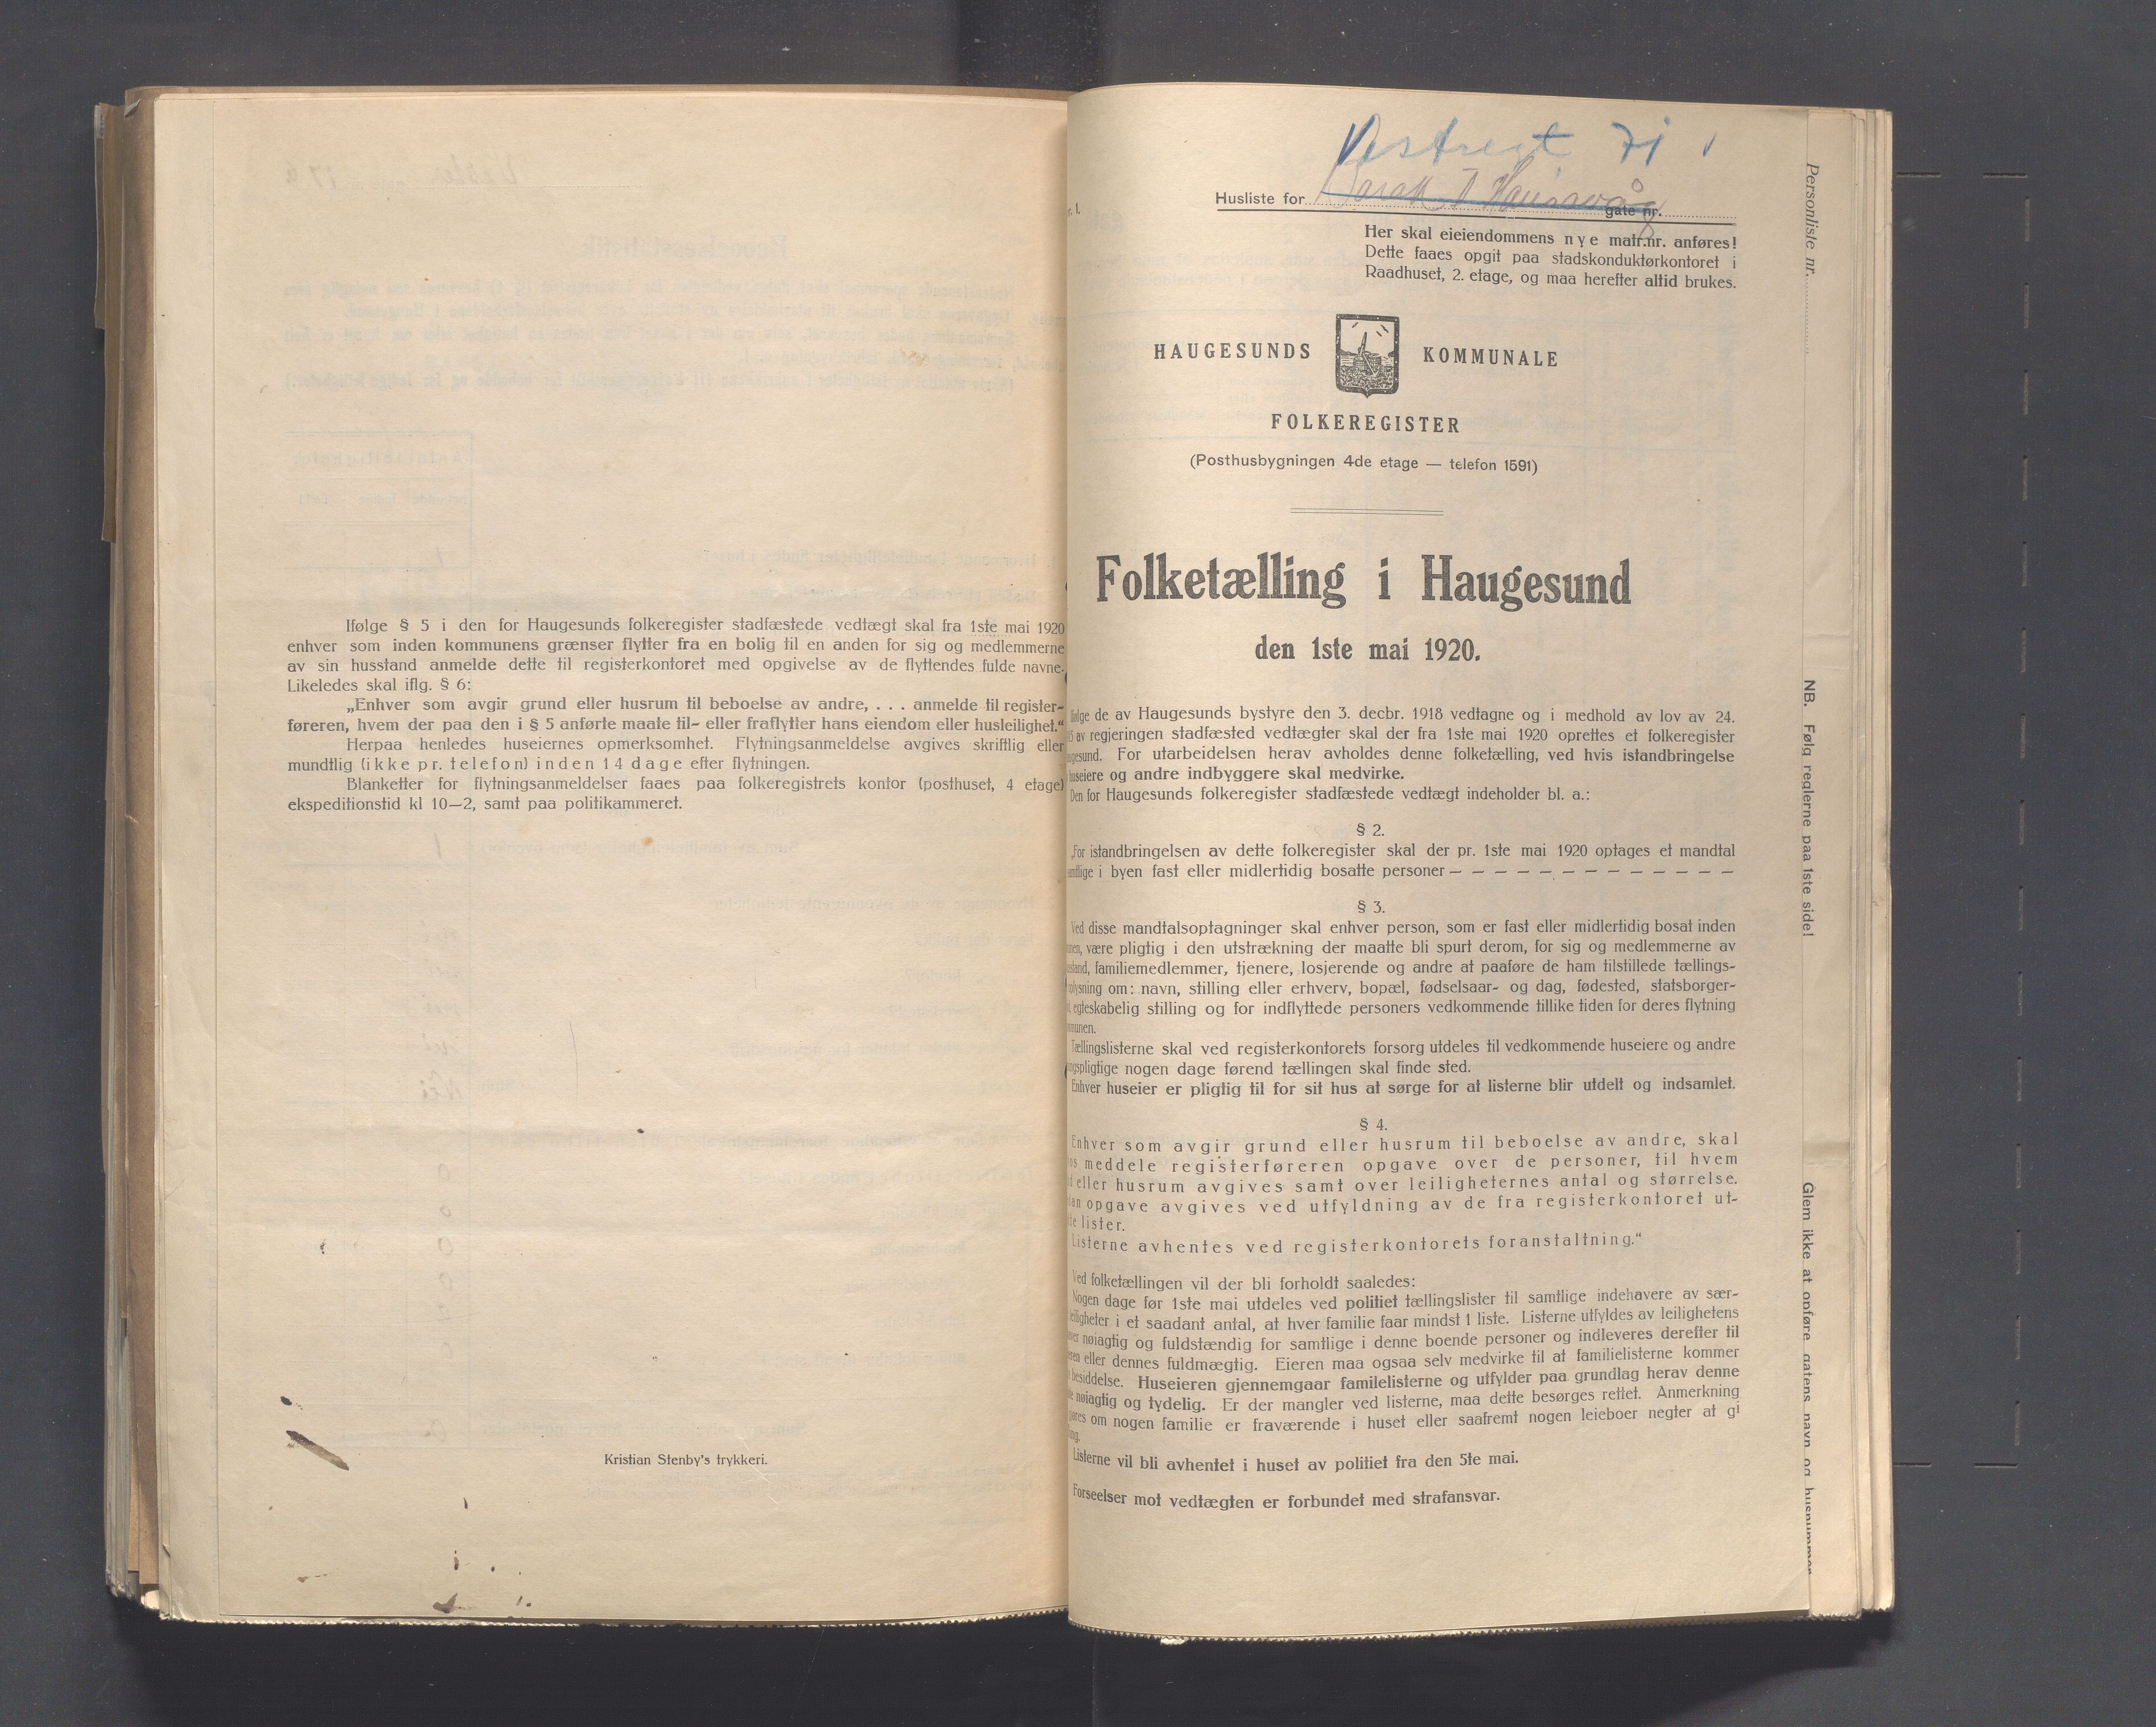 Ifølge § 5 i den for Haugesunds folkeregister stadfæstede vedtægt skal fra 1ste mai 1920
enhver som inden kommunens grænser flytter fra en bolig til en anden for sig og medlemmerne
av sin husstand anmelde dette til registerkontoret med opgivelse av de flyttendes fulde navne.
Likeledes skal iflg. § 6:
„Enhver som avgir grund eller husrum til beboelse av andre, . . . anmelde til register-
føreren, hvem der paa den i § 5 anførte maate til- eller fraflytter hans eiendom eller husleilighet.“
Herpaa henledes huseiernes opmerksomhet. Flytningsanmeldelse avgives skriftlig eller
mundtlig (ikke pr. telefon) inden 14 dage efter flytningen.
Blanketter for flytningsanmeldelser faaes paa folkeregistrets kontor (posthuset, 4 etage)
ekspeditionstid kl 10—2, samt paa politikammeret.
Kristian Stenby's trykkeri.
Vestregt 71
Husliste for Sarah J Hausavåg gate nr.
Her skal eieiendommens nye matr.nr. anføres!
Dette faaes opgit paa stadskonduktørkontoret i
Raadhuset, 2. etage, og maa herefter altid brukes.
HAUGESUNDS KOMMUNALE
FOLKEREGISTER
(Posthusbygningen 4de etage — telefon 1591)
Folketælling i Haugesund
den 1ste mai 1920.
de av Haugesunds bystyre den 3. decbr. 1918 vedtagne og i medhold av lov av 24.
av regjeringen stadfæsted vedtægter skal der fra 1ste mai 1920 oprettes et folkeregister
For utarbeidelsen herav avholdes denne folketælling, ved hvis istandbringelse
huseiere og andre indbyggere skal medvirke.
Den for Haugesunds folkeregister stadfæstede vedtægt indeholder bl. a.:
§ 2.
„For istandbringelsen av dette folkeregister skal der pr. 1ste mai 1920 optages et mandtal
i byen fast eller midlertidig bosatte personer — — — — — — — — — — — — —
§ 3.
Ved disse mandtalsoptagninger skal enhver person, som er fast eller midlertidig bosat inden
være pligtig i den utstrækning der maatte bli spurt derom, for sig og medlemmerne av
familiemedlemmer, tjenere, losjerende og andre at paaføre de ham tilstillede tællings-
om: navn, stilling eller erhverv, bopæl, fødselsaar- og dag, fødested, statsborger-
egteskabelig stilling og for indflyttede personers vedkommende tillike tiden for deres flytning
Tællingslisterne skal ved registerkontorets forsorg utdeles til vedkommende huseiere og andre
nogen dage førend tællingen skal finde sted.
Enhver huseier er pligtig til for sit hus at sørge for at listerne blir utdelt og indsamlet.
§ 4.
Enhver som avgir grund eller husrum til beboelse av andre, skal
meddele registerføreren opgave over de personer, til hvem
eller husrum avgives samt over leiligheternes antal og størrelse.
opgave avgives ved utfyldning av de fra registerkontoret ut-
lister.
Listerne avhentes ved registerkontorets foranstaltning.“
Ved folketællingen vil der bli forholdt saaledes:
Nogen dage før 1ste mai utdeles ved politiet tællingslister til samtlige indehavere av sær-
i et saadant antal, at hver familie faar mindst 1 liste. Listerne utfyldes av leilighetens
nøiagtig og fuldstændig for samtlige i denne boende personer og indleveres derefter til
eller dennes fuldmægtig. Eieren maa ogsaa selv medvirke til at familielisterne kommer
besiddelse. Huseieren gjennemgaar familelisterne og utfylder paa grundlag herav denne
nøiagtig og tydelig. Er der mangler ved listerne, maa dette besørges rettet. Anmerkning
om nogen familie er fraværende i huset eller saafremt nogen leieboer negter at gi
Listerne vil bli avhentet i huset av politiet fra den 5te mai.
Forseelser mot vedtægten er forbundet med strafansvar.
Personliste nr.
NB. Følg reglerne paa 1ste side!
Glem ikke at opføre gatens navn og husnummer